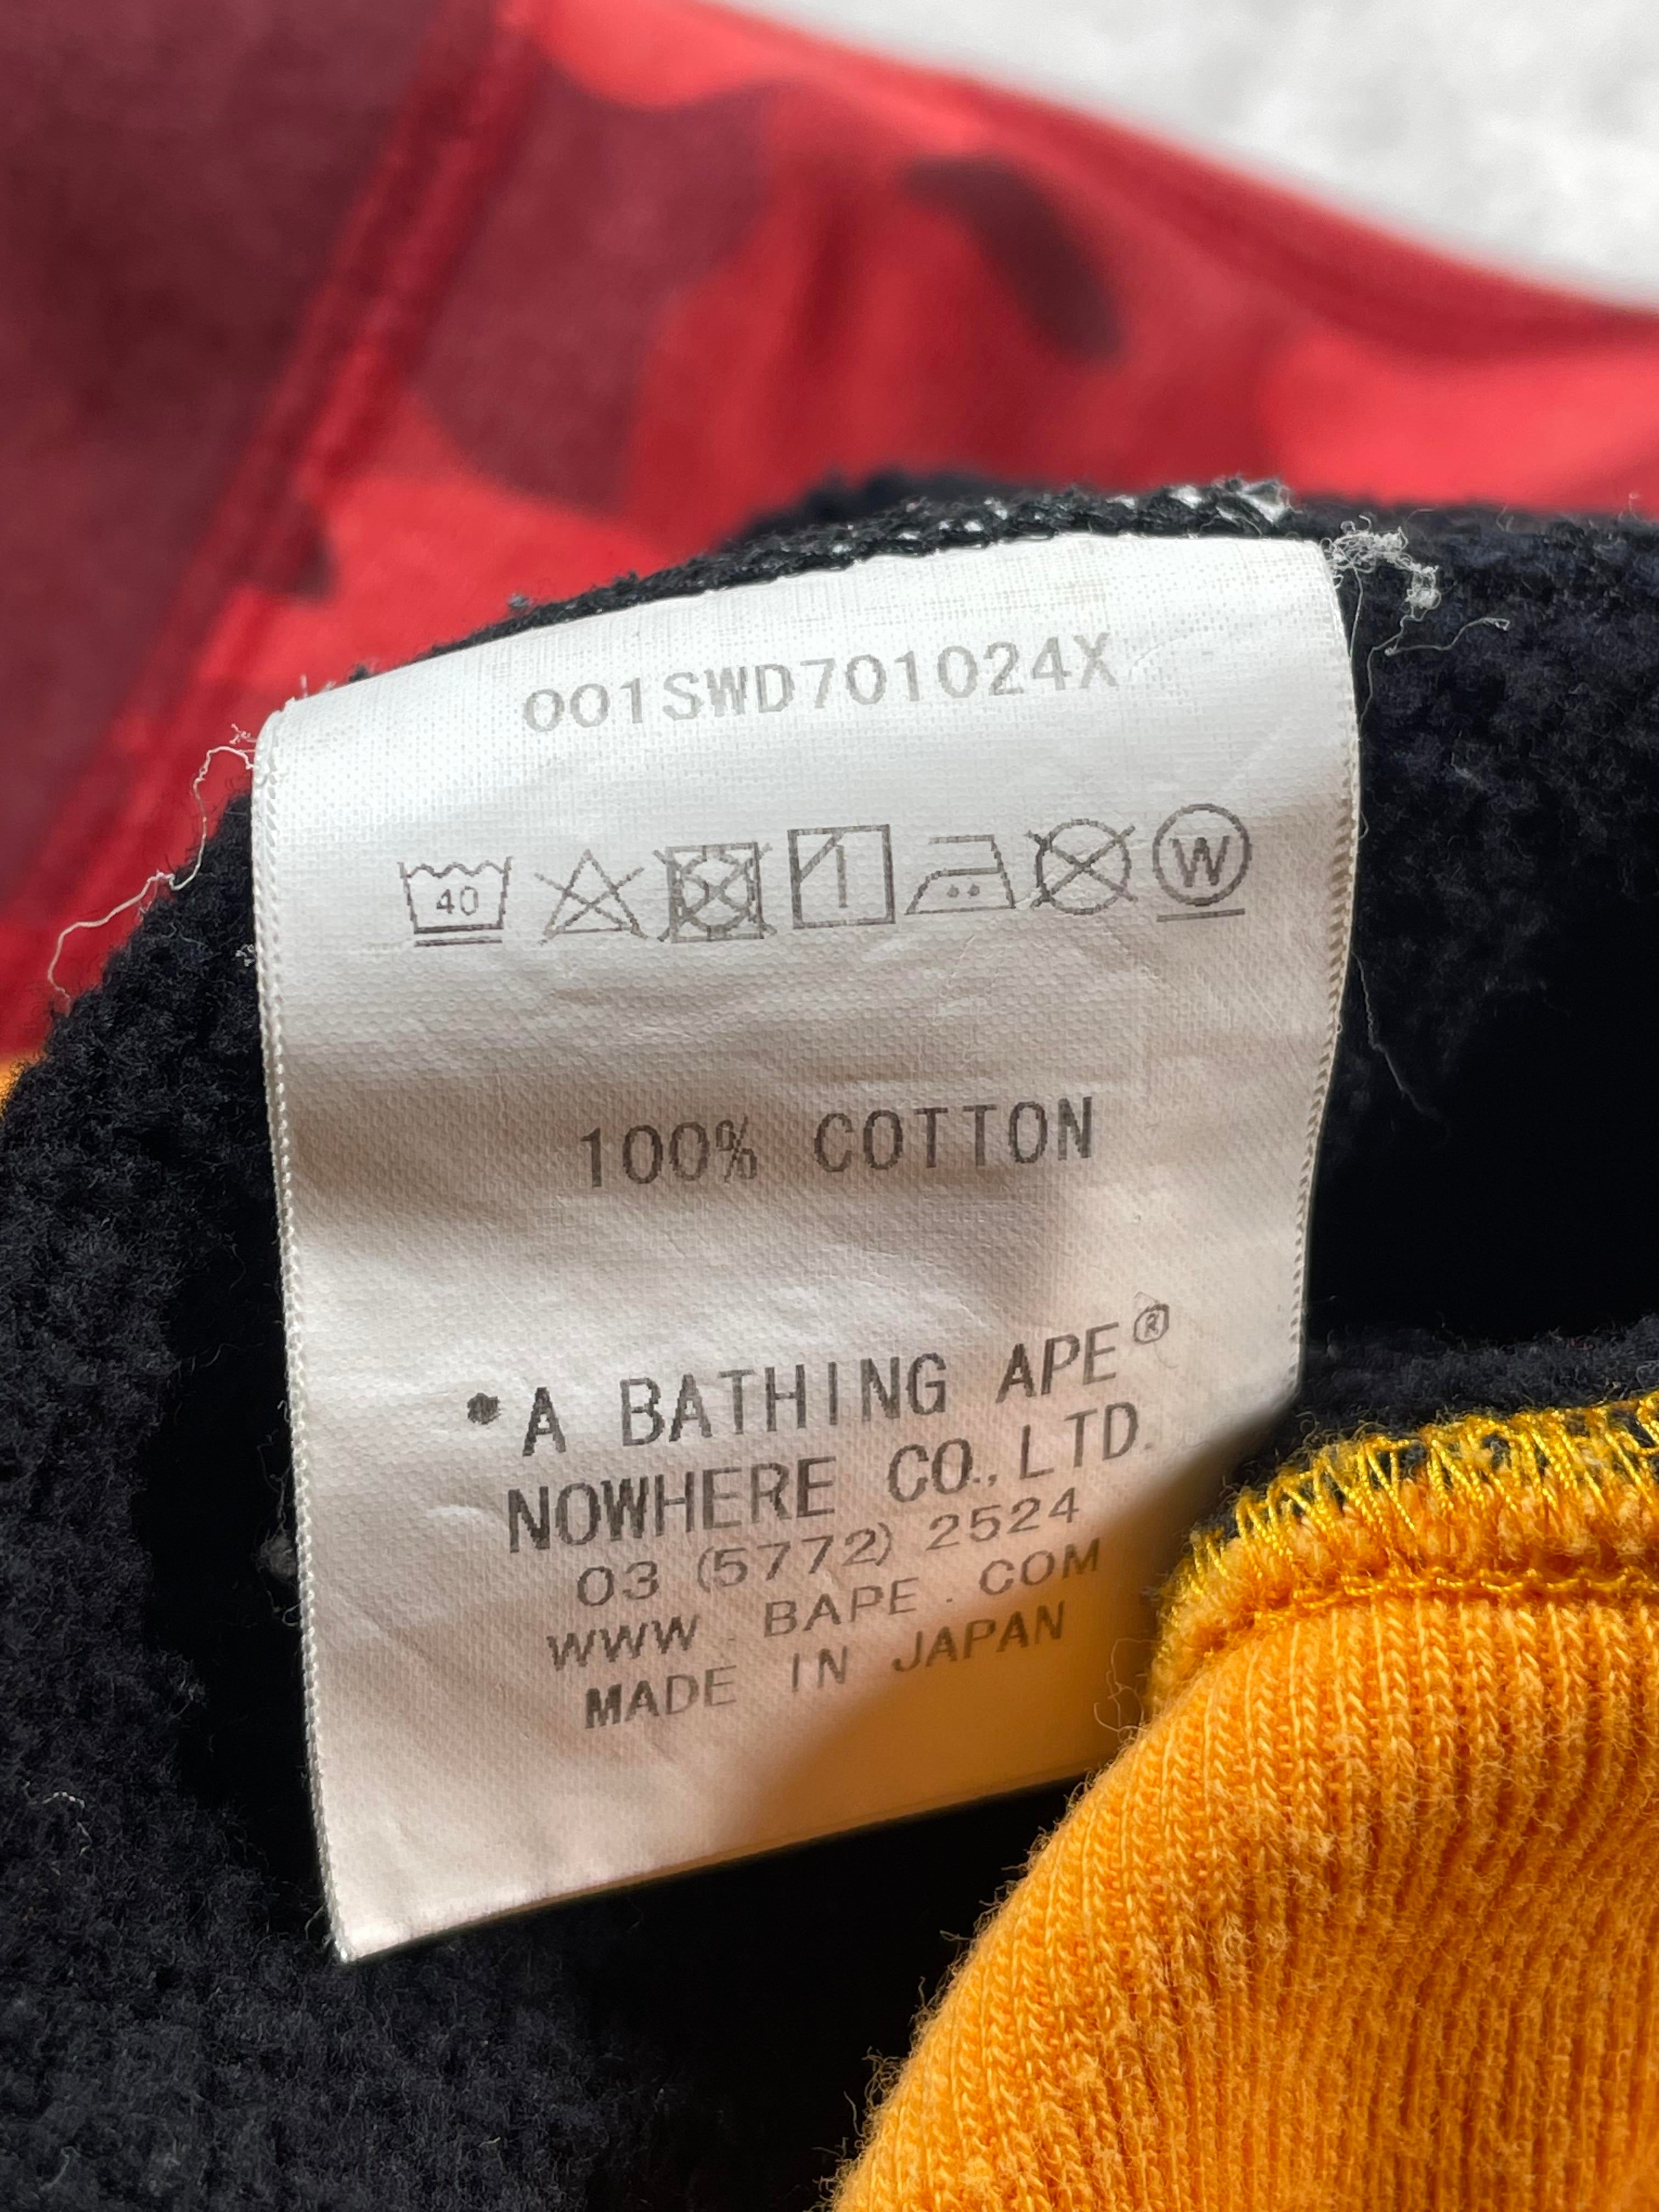 001SWD701024X
40 W
100% COTTON
*A BATHING APE®
NOWHERE CO., LTD.
03 (5772) 2524
WWW . BAPE . COM
MADE IN JAPAN